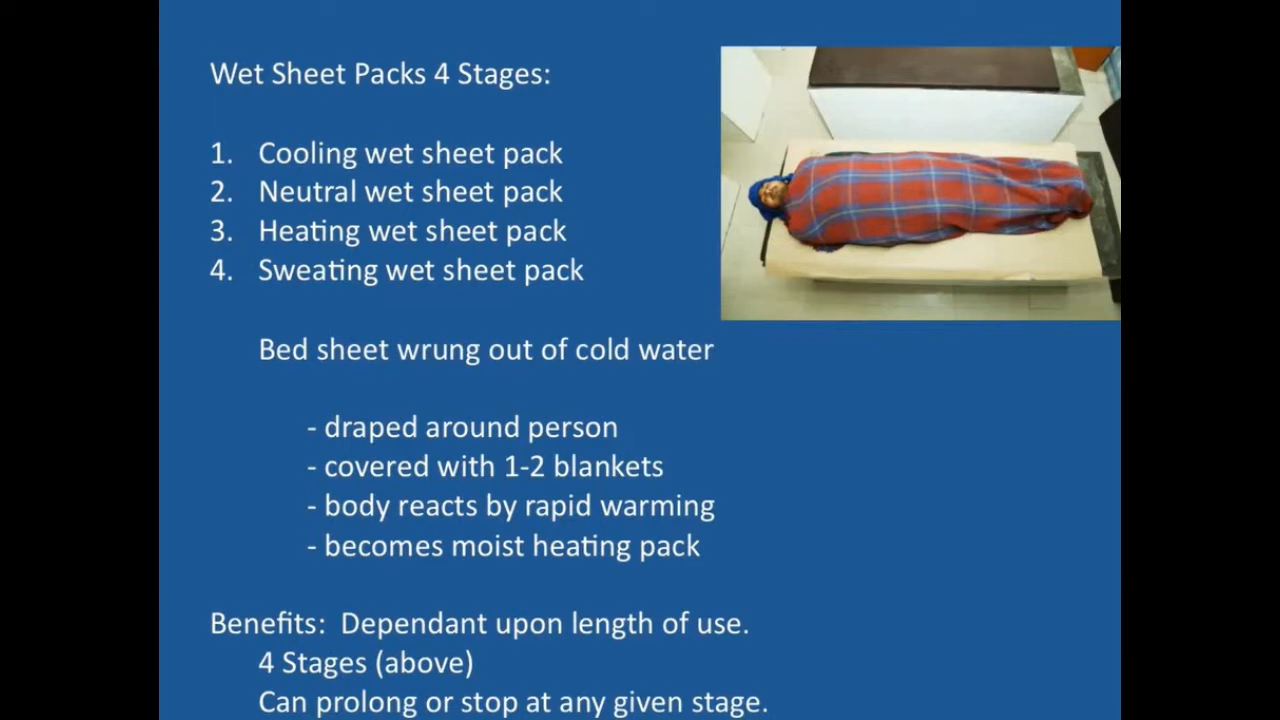 Wet Sheet Packs 4 Stages:
1. Cooling wet sheet pack
2. Neutral wet sheet pack
3. Heating wet sheet pack
4. Sweating wet sheet pack
Bed sheet wrung out of cold water
- draped around person
- covered with 1-2 blankets
- body reacts by rapid warming
- becomes moist heating pack
Benefits: Dependant upon length of use.
4 Stages (above)
Can prolong or stop at any given stage.